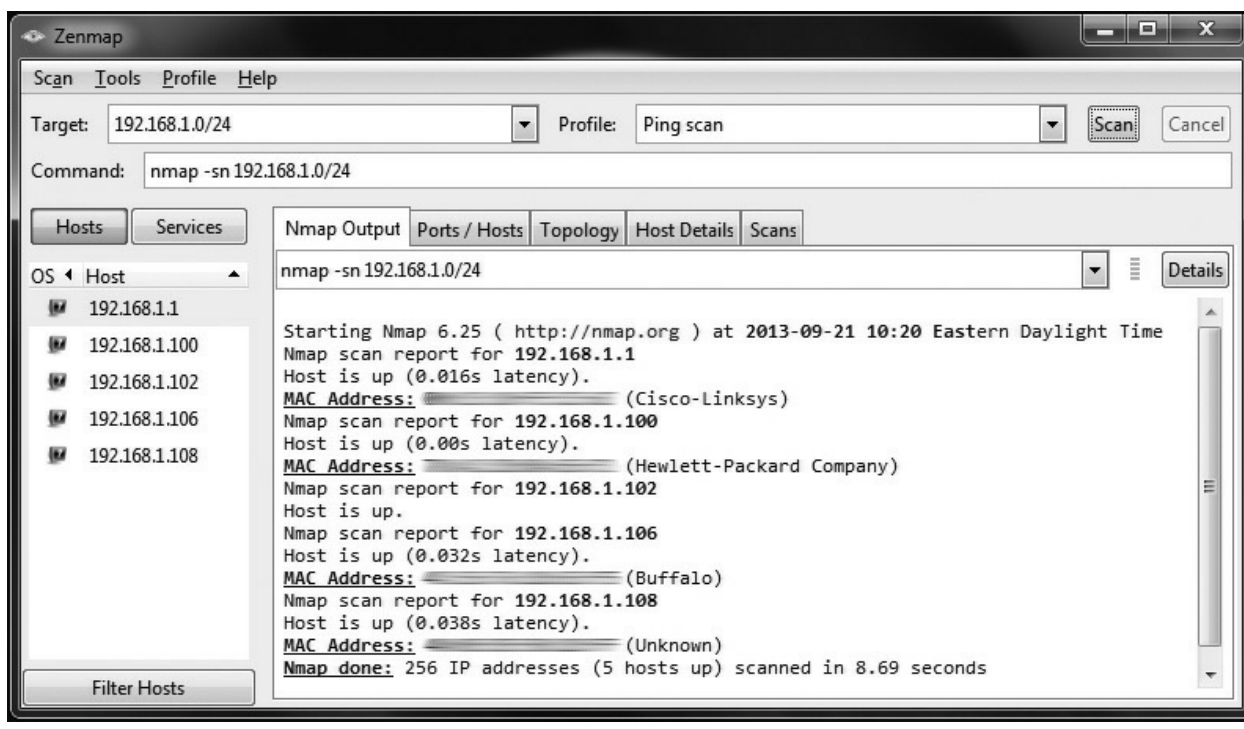 Zenmap
Scan Tools Profile Help
Target: 192.168.1.0/24 Profile: Ping scan Scan Cancel
Command: nmap -sn 192.168.1.0/24
Hosts Services
Nmap Output Ports / Hosts Topology Host Details Scans
OS Host
nmap -sn 192.168.1.0/24 Details
192.168.1.1
192.168.1.100
192.168.1.102
192.168.1.106
192.168.1.108
Starting Nmap 6.25 ( http://nmap.org ) at 2013-09-21 10:20 Eastern Daylight Time
Nmap scan report for 192.168.1.1
Host is up (0.016s latency).
MAC Address: (Cisco-Linksys)
Nmap scan report for 192.168.1.100
Host is up (0.00s latency).
MAC Address: (Hewlett-Packard Company)
Nmap scan report for 192.168.1.102
Host is up.
Nmap scan report for 192.168.1.106
Host is up (0.032s latency).
MAC Address: (Buffalo)
Nmap scan report for 192.168.1.108
Host is up (0.038s latency).
MAC Address: (Unknown)
Nmap done: 256 IP addresses (5 hosts up) scanned in 8.69 seconds
Filter Hosts